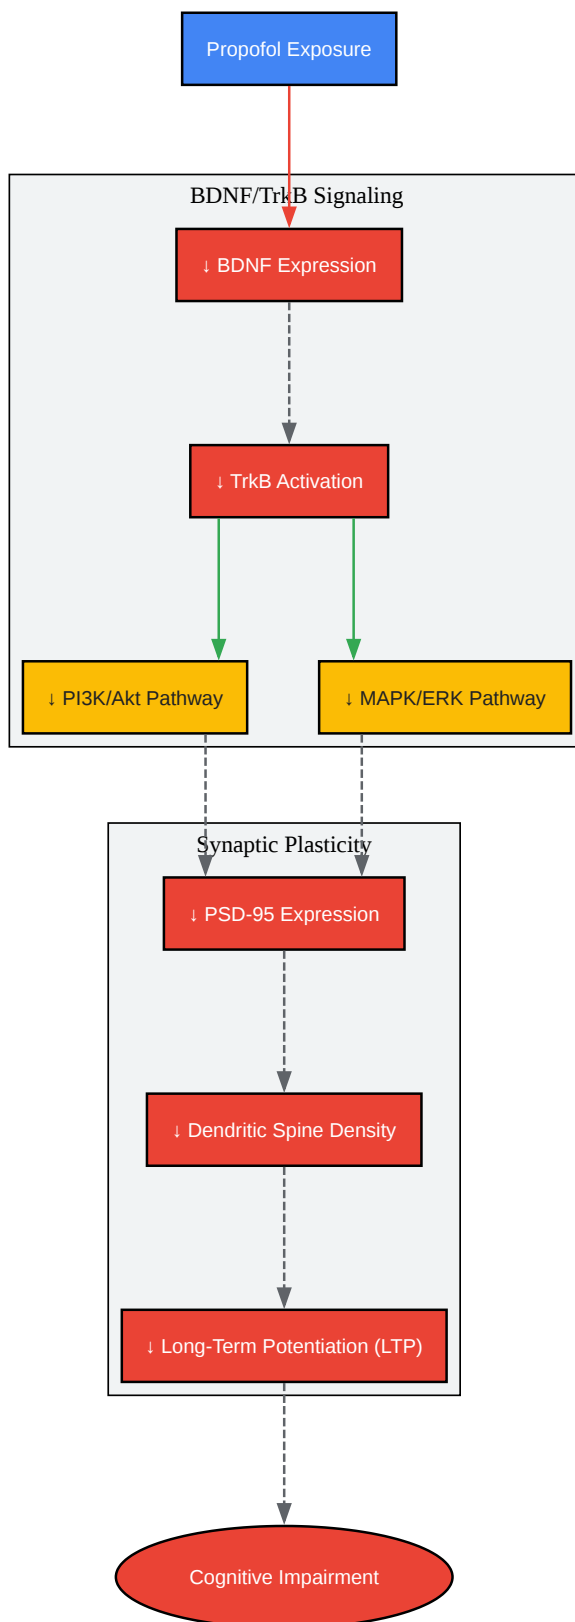 Propofol Exposure
BDNF/TrkB Signaling
↓ BDNF Expression
↓ TrkB Activation
↓ PI3K/Akt Pathway
↓ MAPK/ERK Pathway
Synaptic Plasticity
↓ PSD-95 Expression
↓ Dendritic Spine Density
↓ Long-Term Potentiation (LTP)
Cognitive Impairment